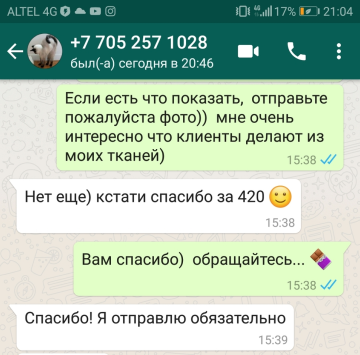 ALTEL 4G 4G 17% 21:04
+7 705 257 1028
был(-а) сегодня в 20:46
Если есть что показать, отправьте
пожалуйста фото)) мне очень
интересно что клиенты делают из
моих тканей)
15:38
Нет еще) кстати спасибо за 420
15:38
Вам спасибо) обращайтесь...
15:38
Спасибо! Я отправлю обязательно
15:39